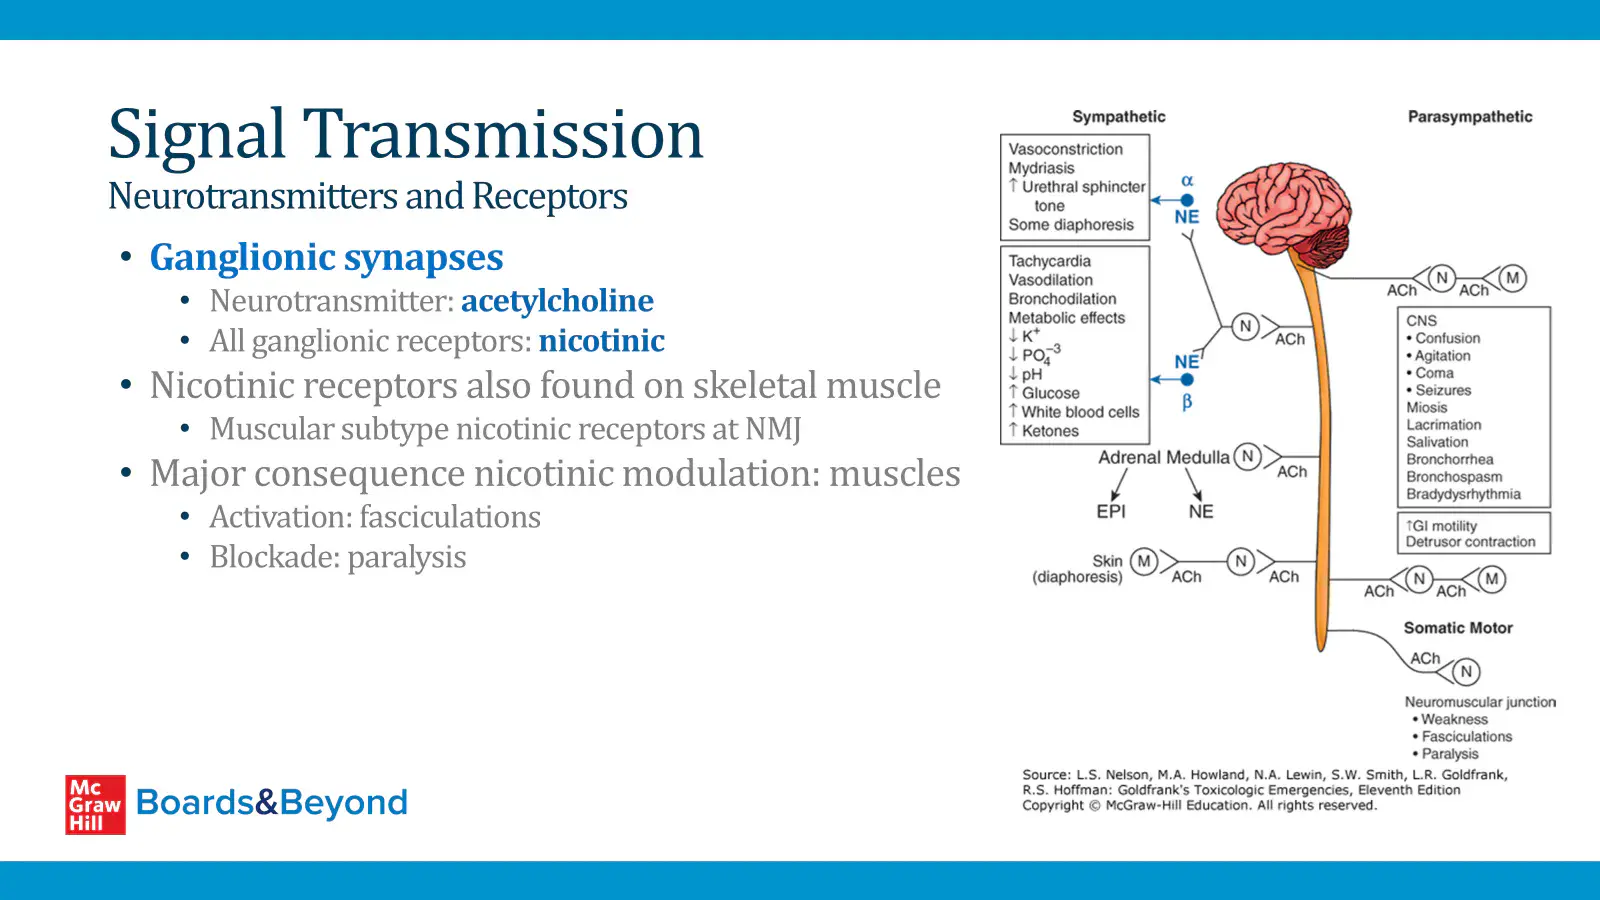 Signal Transmission
Neurotransmitters and Receptors
• Ganglionic synapses
• Neurotransmitter: acetylcholine
• All ganglionic receptors: nicotinic
• Nicotinic receptors also found on skeletal muscle
• Muscular subtype nicotinic receptors at NMJ
• Major consequence nicotinic modulation: muscles
• Activation: fasciculations
• Blockade: paralysis
Sympathetic
Vasoconstriction
Mydriasis
↑ Urethral sphincter
tone
Some diaphoresis
α
NE
Tachycardia
Vasodilation
Bronchodilation
Metabolic effects
↓ K⁺
↓ PO₄⁻³
↓ pH
↑ Glucose
↑ White blood cells
↑ Ketones
NE
β
N
ACh
Adrenal Medulla N
ACh
EPI NE
Skin
(diaphoresis)
M
ACh
N
ACh
Parasympathetic
ACh
N
ACh
M
CNS
• Confusion
• Agitation
• Coma
• Seizures
Miosis
Lacrimation
Salivation
Bronchorrhea
Bronchospasm
Bradydysrhythmia
↑GI motility
Detrusor contraction
ACh
N
ACh
M
Somatic Motor
ACh
N
Neuromuscular junction
• Weakness
• Fasciculations
• Paralysis
Source: L.S. Nelson, M.A. Howland, N.A. Lewin, S.W. Smith, L.R. Goldfrank,
R.S. Hoffman: Goldfrank's Toxicologic Emergencies, Eleventh Edition
Copyright © McGraw-Hill Education. All rights reserved.
Mc
Graw
Hill
Boards&Beyond